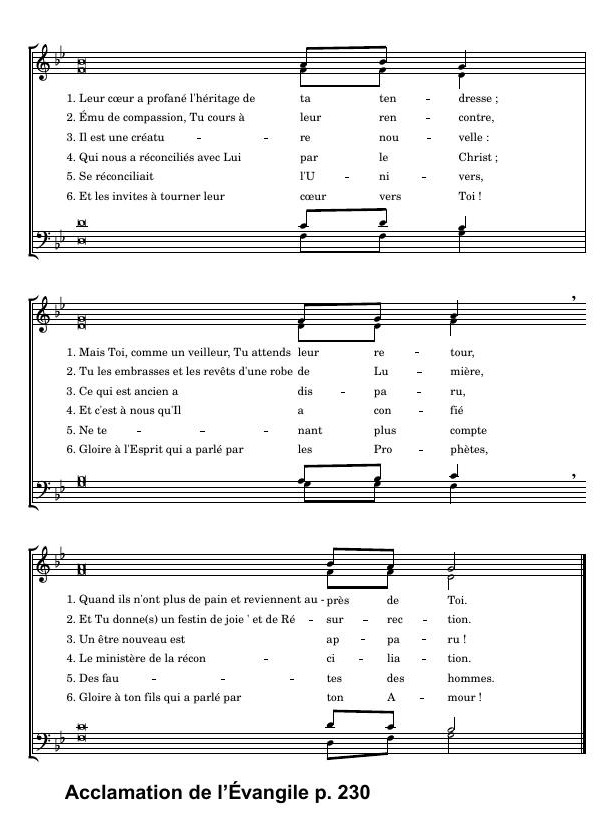 1. Leur cœur a profané l'héritage de ta ten - dresse ;
2. Ému de compassion, Tu cours à leur ren - contre,
3. Il est une créatu - - re nou - velle :
4. Qui nous a réconciliés avec Lui par le Christ ;
5. Se réconciliait l'U - ni - vers,
6. Et les invites à tourner leur cœur vers Toi !
1. Mais Toi, comme un veilleur, Tu attends leur re - tour,
2. Tu les embrasses et les revêts d'une robe de Lu - mière,
3. Ce qui est ancien a dis - pa - ru,
4. Et c'est à nous qu'Il a con - fié
5. Ne te - - - nant plus compte
6. Gloire à l'Esprit qui a parlé par les Pro - phètes,
1. Quand ils n'ont plus de pain et reviennent au - près de Toi.
2. Et Tu donne(s) un festin de joie ' et de Ré - sur - rec - tion.
3. Un être nouveau est ap - pa - ru !
4. Le ministère de la récon - ci - lia - tion.
5. Des fau - - - tes des hommes.
6. Gloire à ton fils qui a parlé par ton A - mour !
Acclamation de l'Évangile p. 230